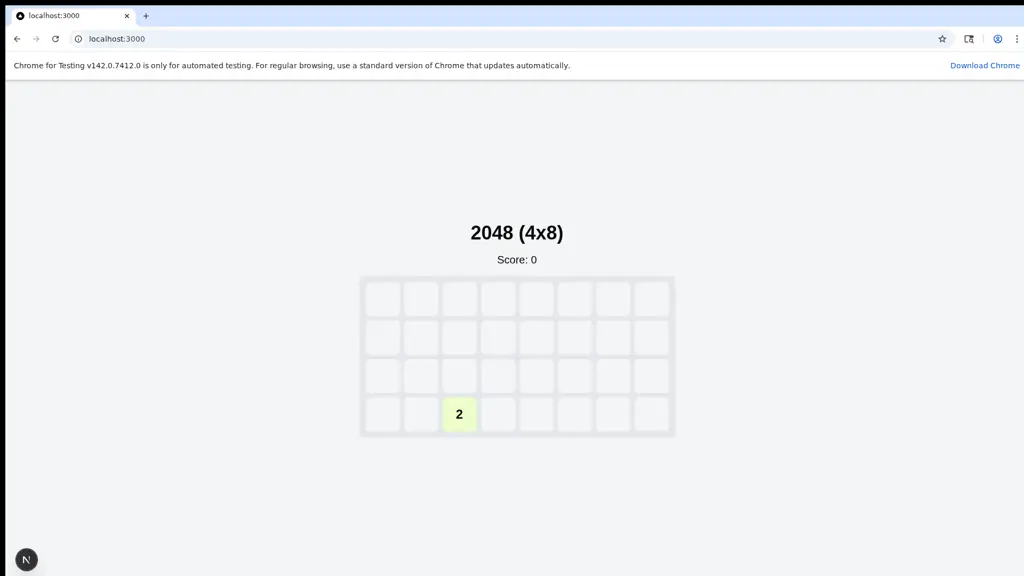 localhost:3000
localhost:3000
Chrome for Testing v142.0.7412.0 is only for automated testing. For regular browsing, use a standard version of Chrome that updates automatically.
Download Chrome
2048 (4x8)
Score: 0
2
N